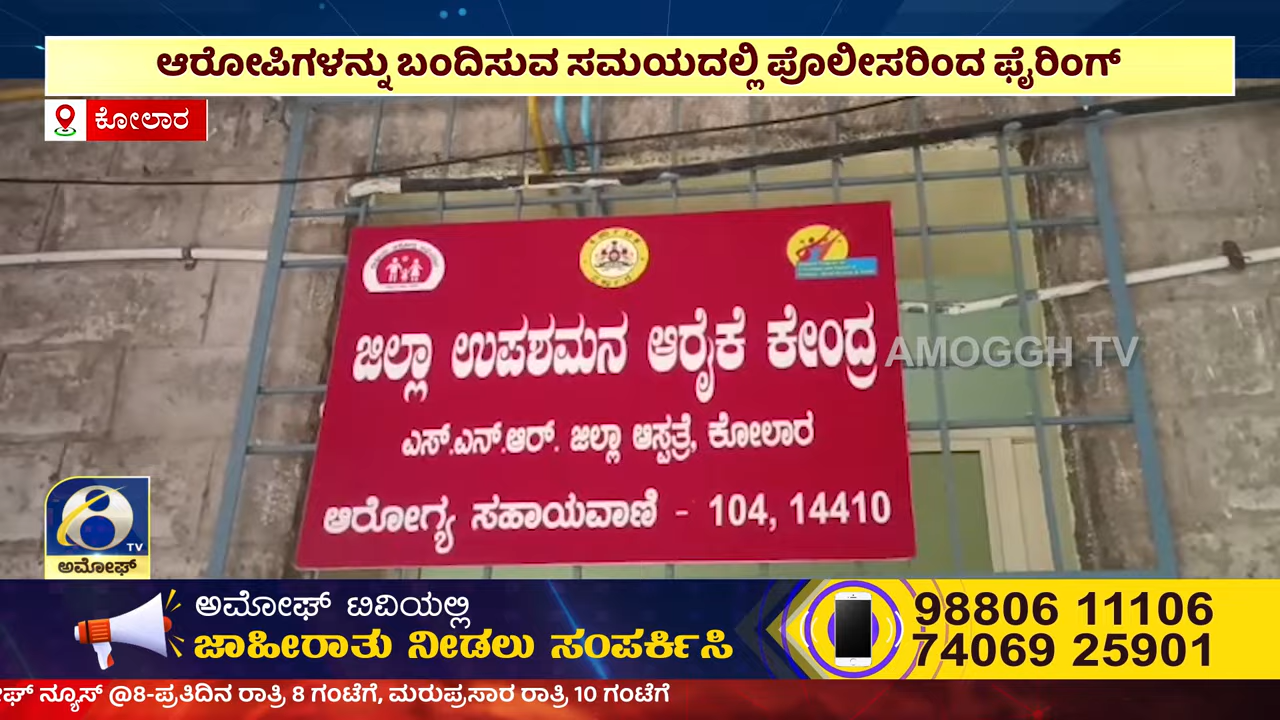 ಆರೋಪಿಗಳನ್ನು ಬಂದಿಸುವ ಸಮಯದಲ್ಲಿ ಪೊಲೀಸರಿಂದ ಫೈರಿಂಗ್
ಕೋಲಾರ
ಜಿಲ್ಲಾ ಉಪಶಮನ ಆರೈಕೆ ಕೇಂದ್ರ
AMOGGH TV
ಎಸ್.ಎನ್.ಆರ್. ಜಿಲ್ಲಾ ಆಸ್ಪತ್ರೆ, ಕೋಲಾರ
ಆರೋಗ್ಯ ಸಹಾಯವಾಣಿ - 104, 14410
8 TV
ಅಮೋಘ್
ಅಮೋಘ್ ಟಿವಿಯಲ್ಲಿ
ಜಾಹೀರಾತು ನೀಡಲು ಸಂಪರ್ಕಿಸಿ
98806 11106
74069 25901
ನ್ಯೂಸ್ @8-ಪ್ರತಿದಿನ ರಾತ್ರಿ 8 ಗಂಟೆಗೆ, ಮರುಪ್ರಸಾರ ರಾತ್ರಿ 10 ಗಂಟೆಗೆ